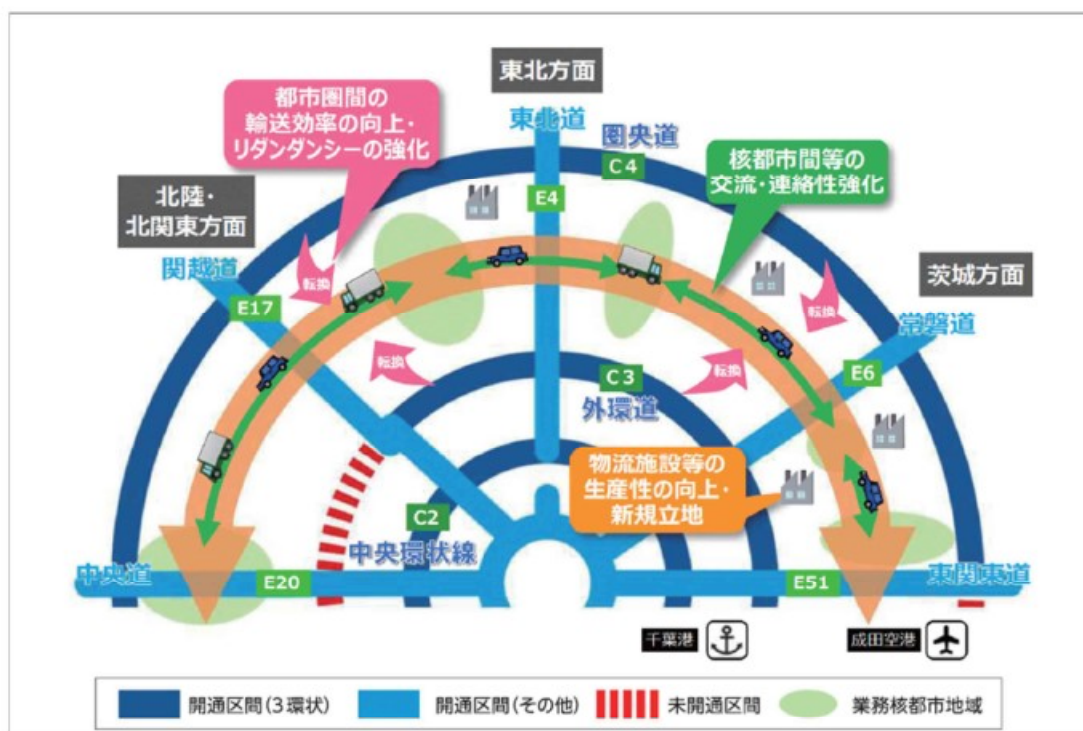 東北方面
都市圏間の
輸送効率の向上・
リダンダンシーの強化
東北道
圏央道
C4
核都市間等の
交流・連絡性強化
北陸・
北関東方面
E4
関越道
転換
茨城方面
E17
転換
常磐道
転換
C3
転換
E6
外環道
物流施設等の
生産性の向上・
新規立地
C2
中央環状線
中央道
E20
E51
東関東道
千葉港
成田空港
開通区間(3環状)
開通区間(その他)
未開通区間
業務核都市地域